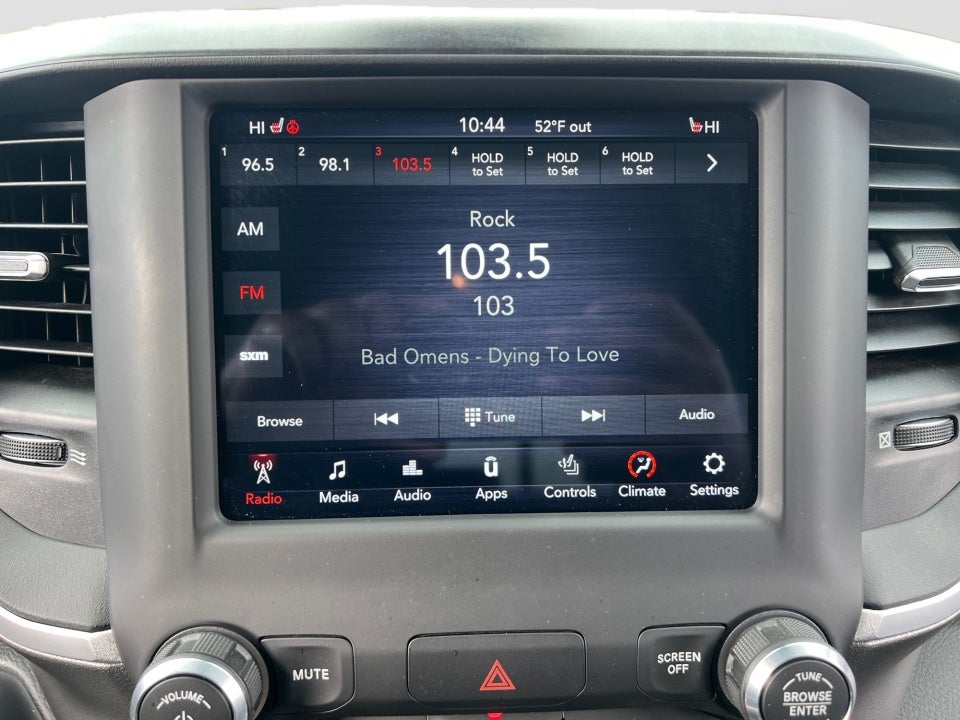 HI 10:44 52°F out HI
1 96.5 2 98.1 3 103.5 4 HOLD to Set 5 HOLD to Set 6 HOLD to Set
Rock
AM
103.5
FM
103
sxm
Bad Omens - Dying To Love
Browse Tune Audio
Radio Media Audio Apps Controls Climate Settings
MUTE
SCREEN
OFF
VOLUME
TUNE
BROWSE
ENTER